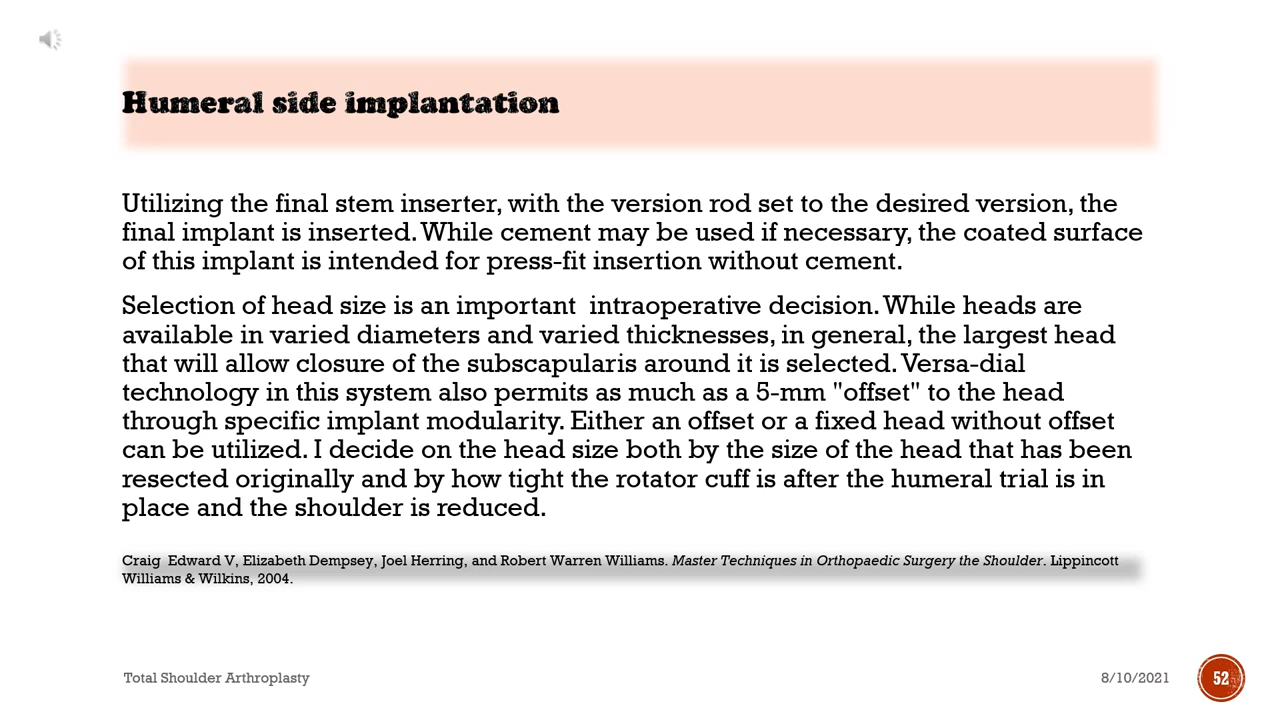 Humeral side implantation
Utilizing the final stem inserter, with the version rod set to the desired version, the
final implant is inserted. While cement may be used if necessary, the coated surface
of this implant is intended for press-fit insertion without cement.
Selection of head size is an important  intraoperative decision. While heads are
available in varied diameters and varied thicknesses, in general, the largest head
that will allow closure of the subscapularis around it is selected. Versa-dial
technology in this system also permits as much as a 5-mm "offset" to the head
through specific implant modularity. Either an offset or a fixed head without offset
can be utilized. I decide on the head size both by the size of the head that has been
resected originally and by how tight the rotator cuff is after the humeral trial is in
place and the shoulder is reduced.
Craig  Edward V, Elizabeth Dempsey, Joel Herring, and Robert Warren Williams. Master Techniques in Orthopaedic Surgery the Shoulder. Lippincott
Williams & Wilkins, 2004.
Total Shoulder Arthroplasty
8/10/2021
52